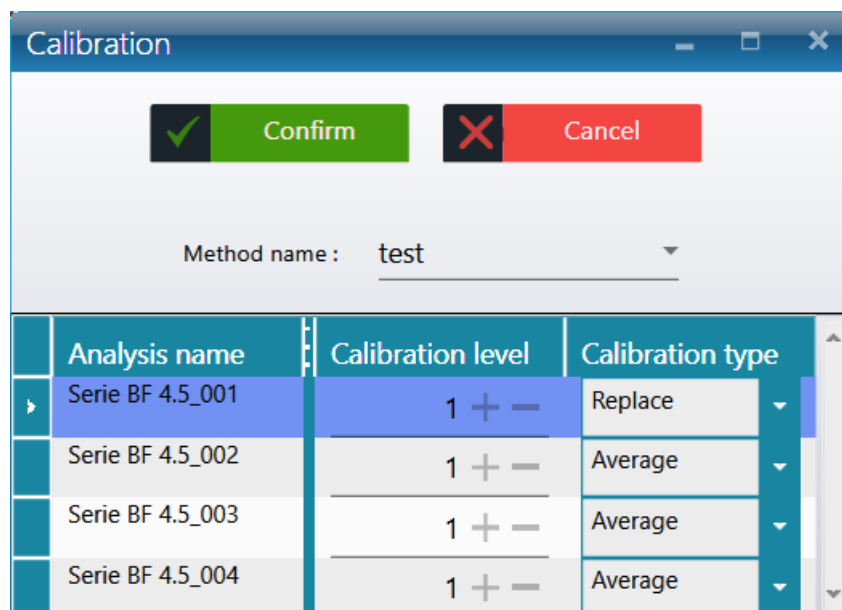 Calibration
Confirm Cancel
Method name : test
Analysis name Calibration level Calibration type
Serie BF 4.5_001 1 Replace
Serie BF 4.5_002 1 Average
Serie BF 4.5_003 1 Average
Serie BF 4.5_004 1 Average